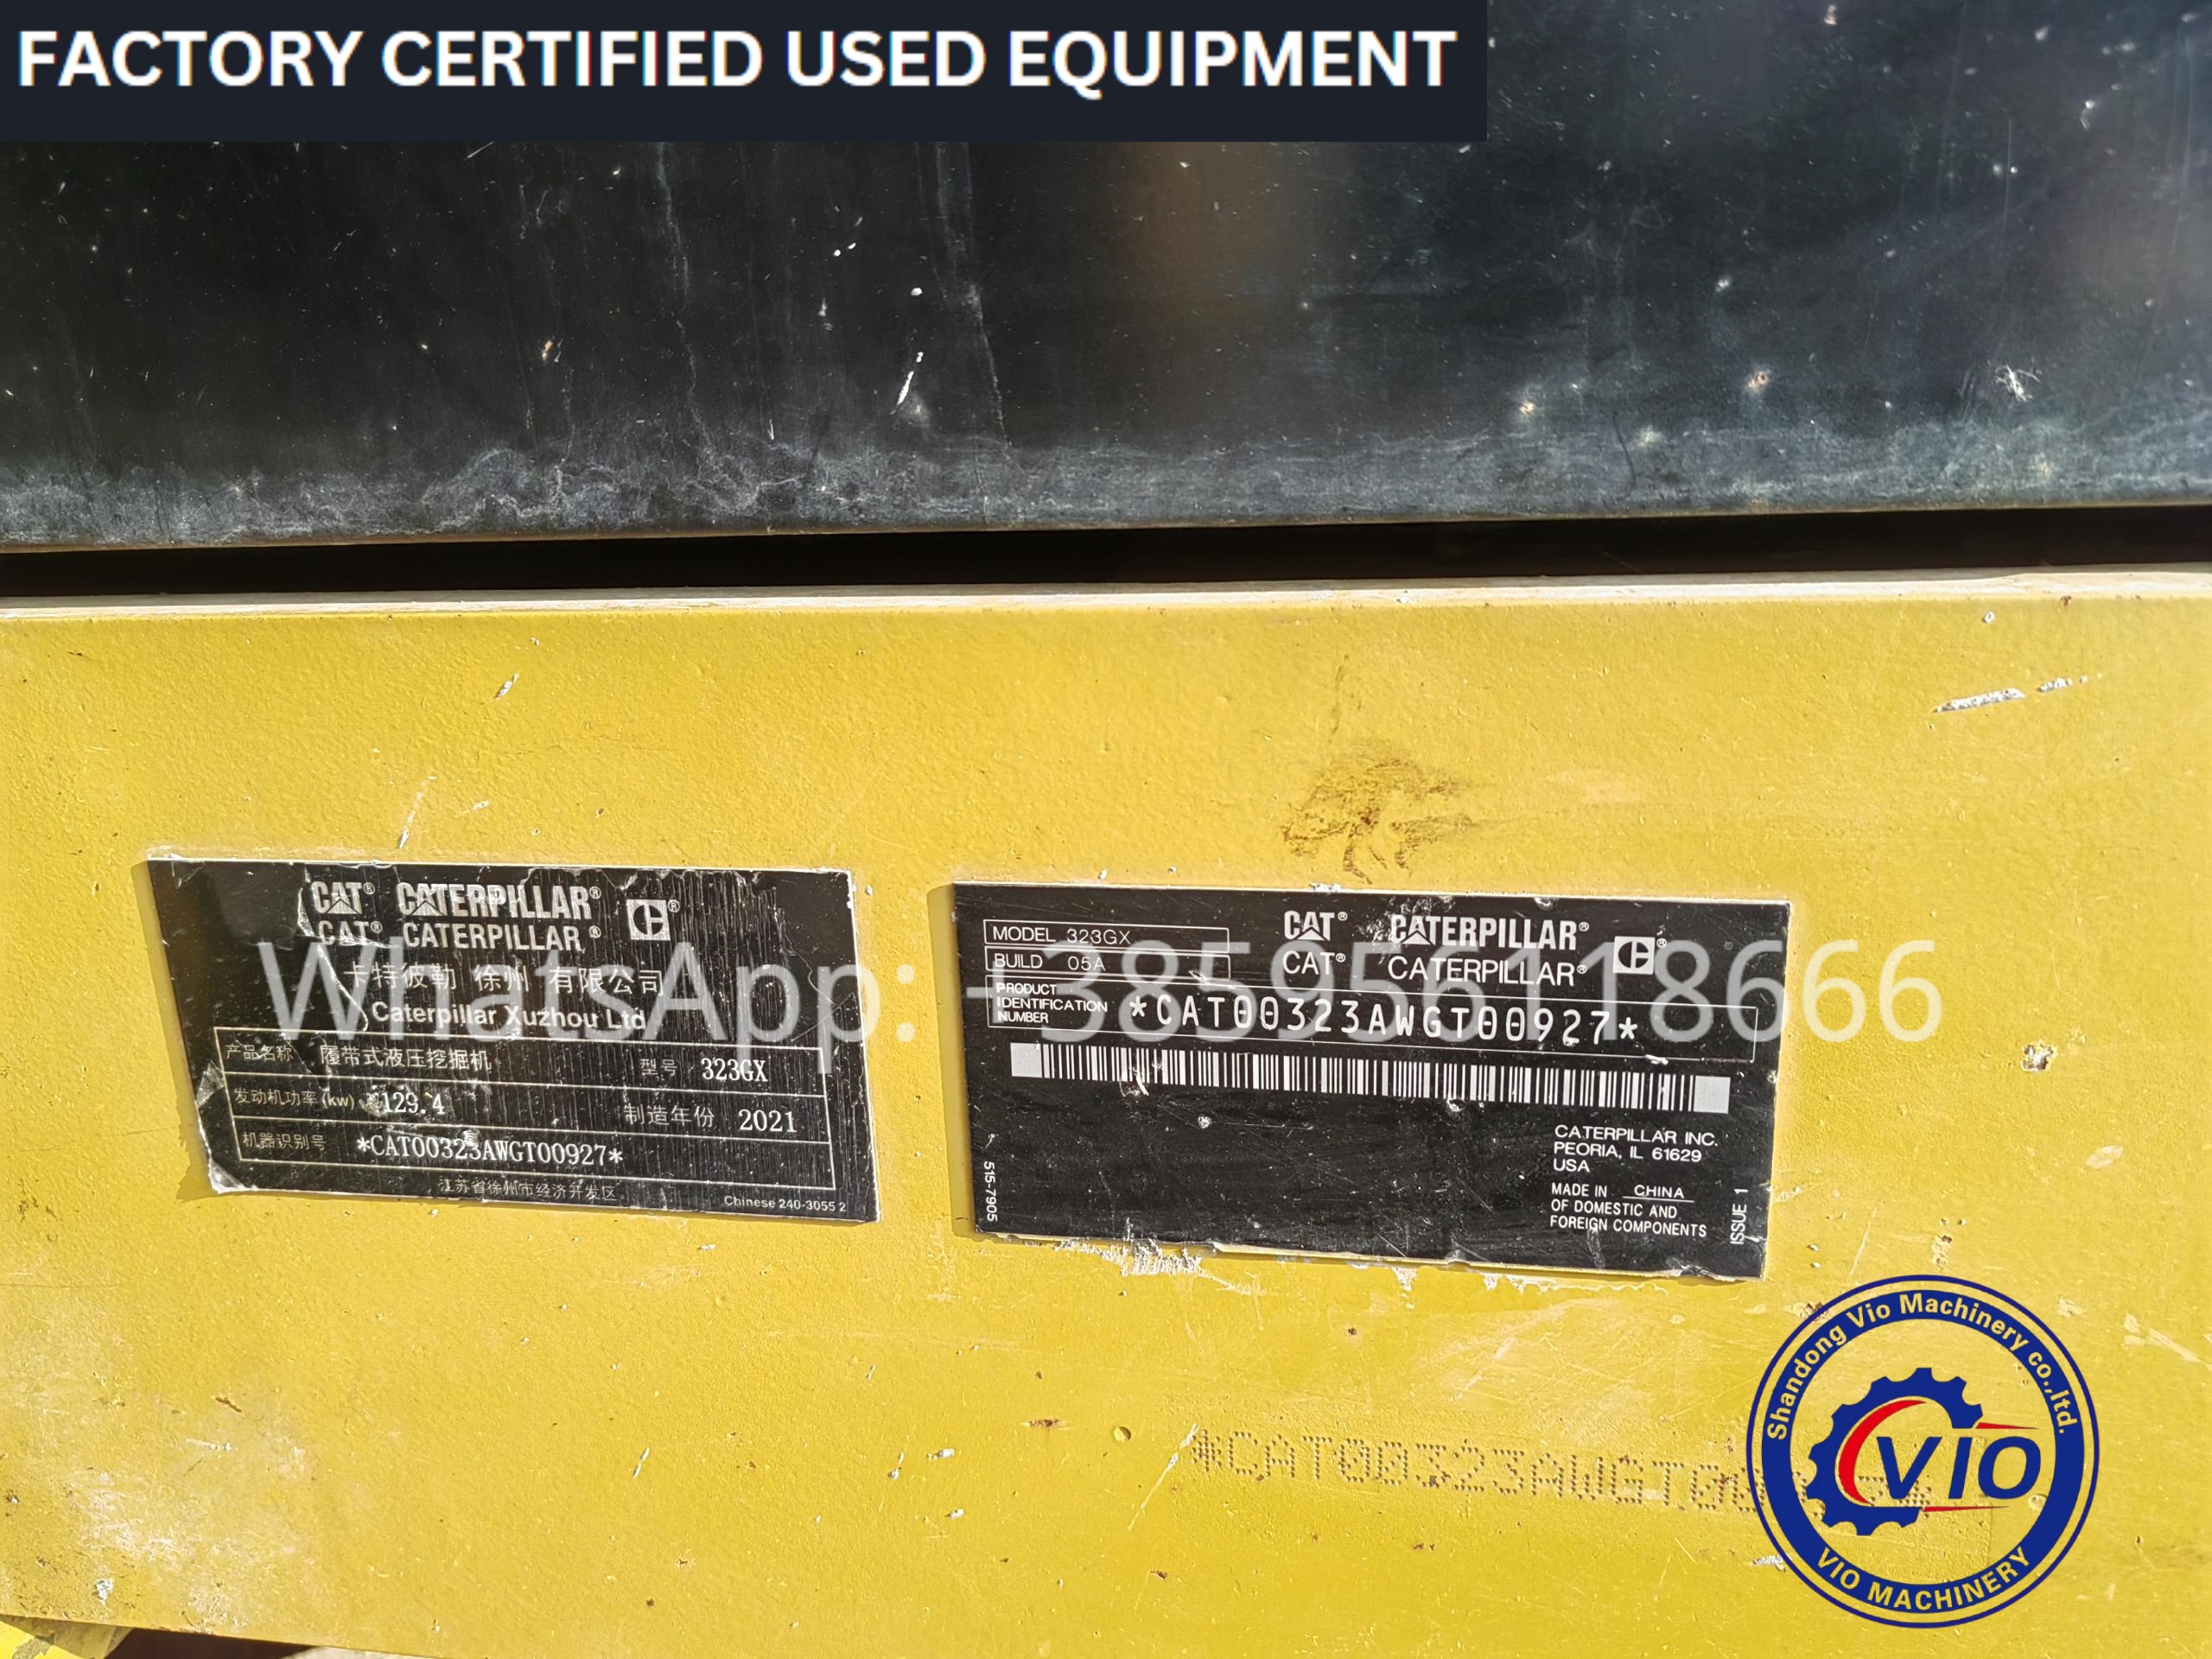 FACTORY CERTIFIED USED EQUIPMENT
CAT® CATERPILLAR®
CAT® CATERPILLAR®
卡特彼勒 徐州 有限公司
Caterpillar Xuzhou Ltd
产品名称 履带式液压挖掘机 型号 323GX
发动机功率(kw) 129.4 制造年份 2021
机器识别号 *CAT00323AWGT00927*
江苏省徐州市经济开发区
Chinese 240-3055 2
MODEL 323GX
BUILD 05A
CAT® CATERPILLAR®
CAT® CATERPILLAR®
PRODUCT
IDENTIFICATION
NUMBER
*CAT00323AWGT00927*
CATERPILLAR INC.
PEORIA, IL 61629
USA
MADE IN CHINA
OF DOMESTIC AND
FOREIGN COMPONENTS
515-7905
ISSUE 1
WhatsApp: +385956118666
*CAT00323AWGT00
Shandong Vio Machinery co.,ltd.
VIO
VIO MACHINERY